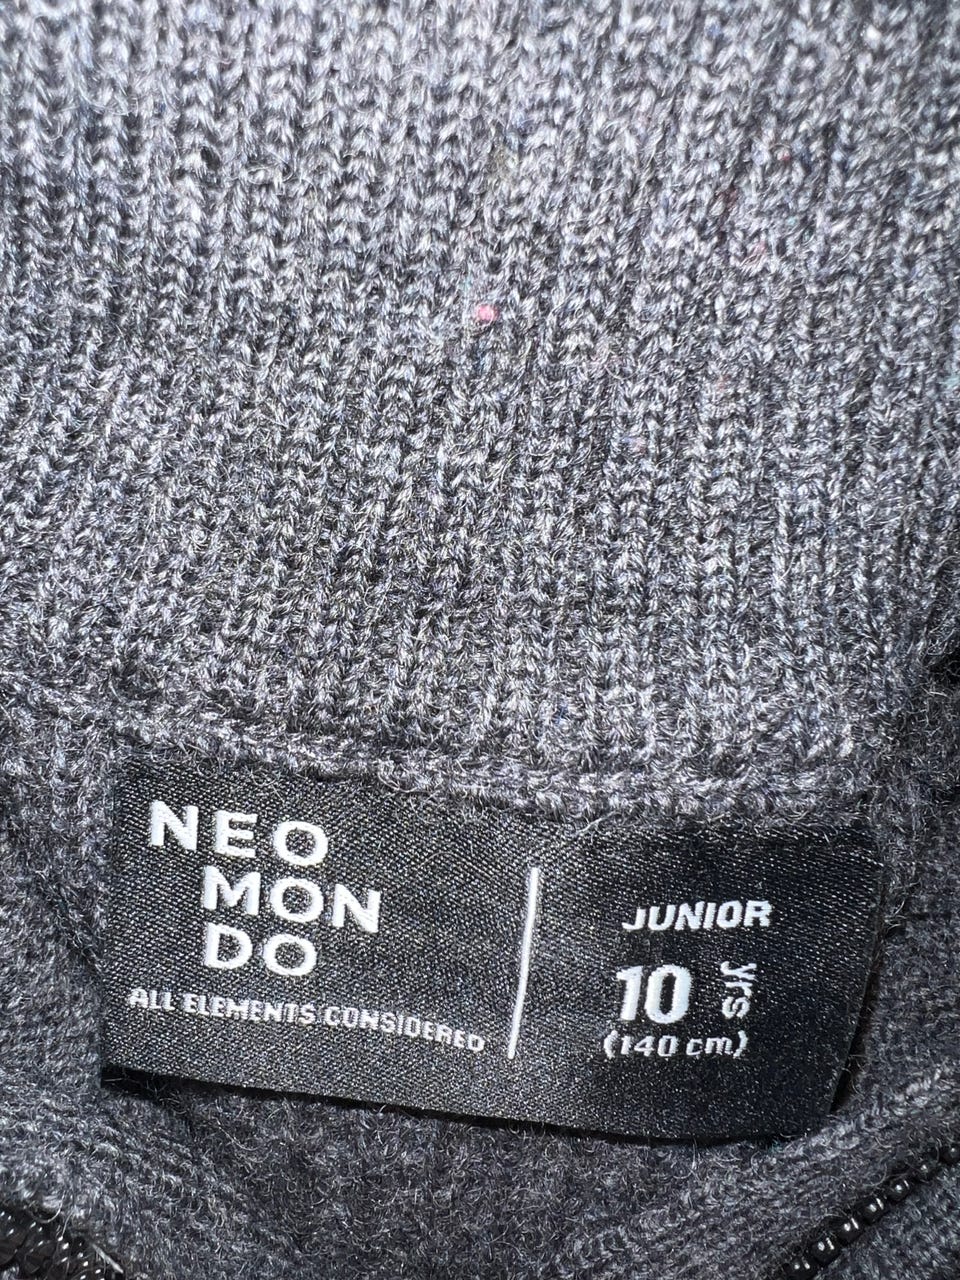 NEO
MON
DO
ALL ELEMENTS CONSIDERED
JUNIOR
10 yrs
(140 cm)